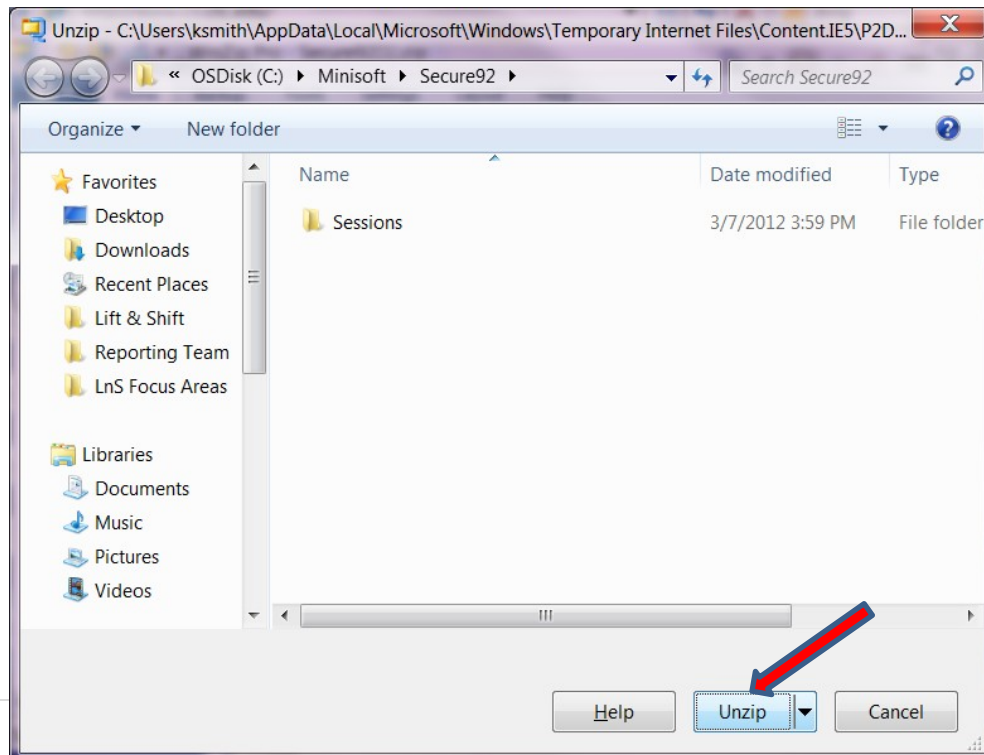 Unzip - C:\Users\ksmith\AppData\Local\Microsoft\Windows\Temporary Internet Files\Content.IE5\P2D...
« OSDisk (C:) Minisoft Secure92
Search Secure92
Organize New folder
Name Date modified Type
Sessions 3/7/2012 3:59 PM File folder
Favorites
Desktop
Downloads
Recent Places
Lift & Shift
Reporting Team
LnS Focus Areas
Libraries
Documents
Music
Pictures
Videos
Help Unzip Cancel